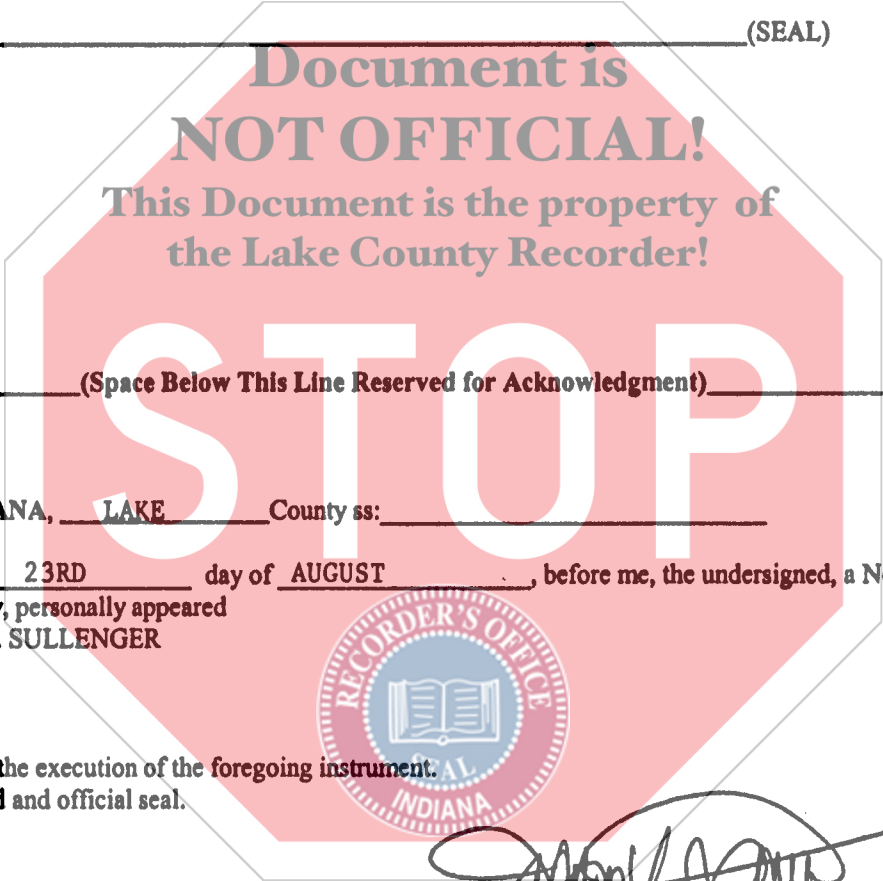 (SEAL)
Document is
NOT OFFICIAL!
This Document is the property of
the Lake County Recorder!
STOP
(Space Below This Line Reserved for Acknowledgment)
NA, LAKE County ss:
23RD day of AUGUST , before me, the undersigned, a N
, personally appeared
SULLENGER
RECORDER'S OFFICE
SEAL
INDIANA
the execution of the foregoing instrument.
and official seal.